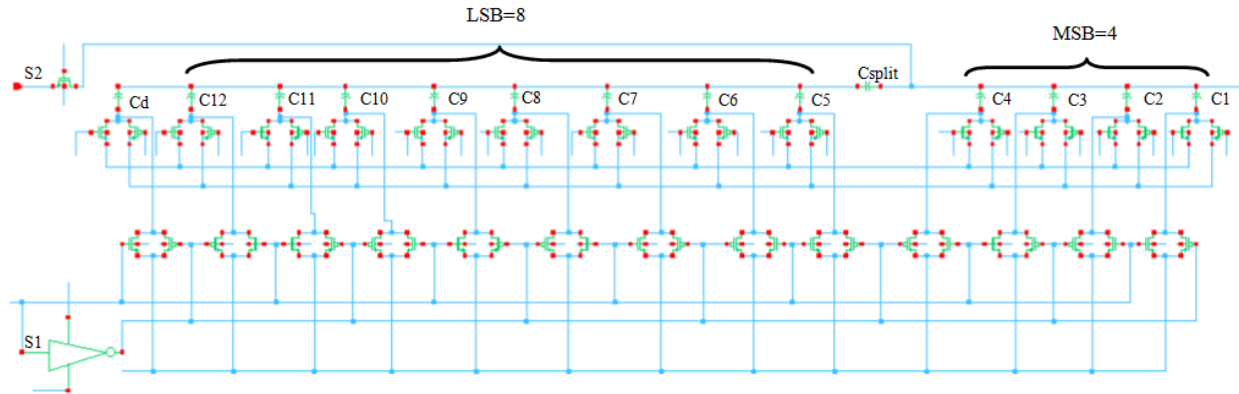 LSB=8
MSB=4
S2
Csplit
Cd C12 C11 C10 C9 C8 C7 C6 C5 C4 C3 C2 C1
S1